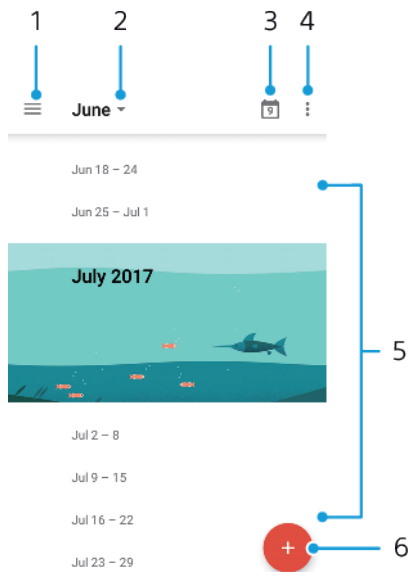 1 2 3 4
June
9
Jun 18 – 24
Jun 25 – Jul 1
July 2017
5
Jul 2 – 8
Jul 9 – 15
Jul 16 – 22
+
6
Jul 23 – 29